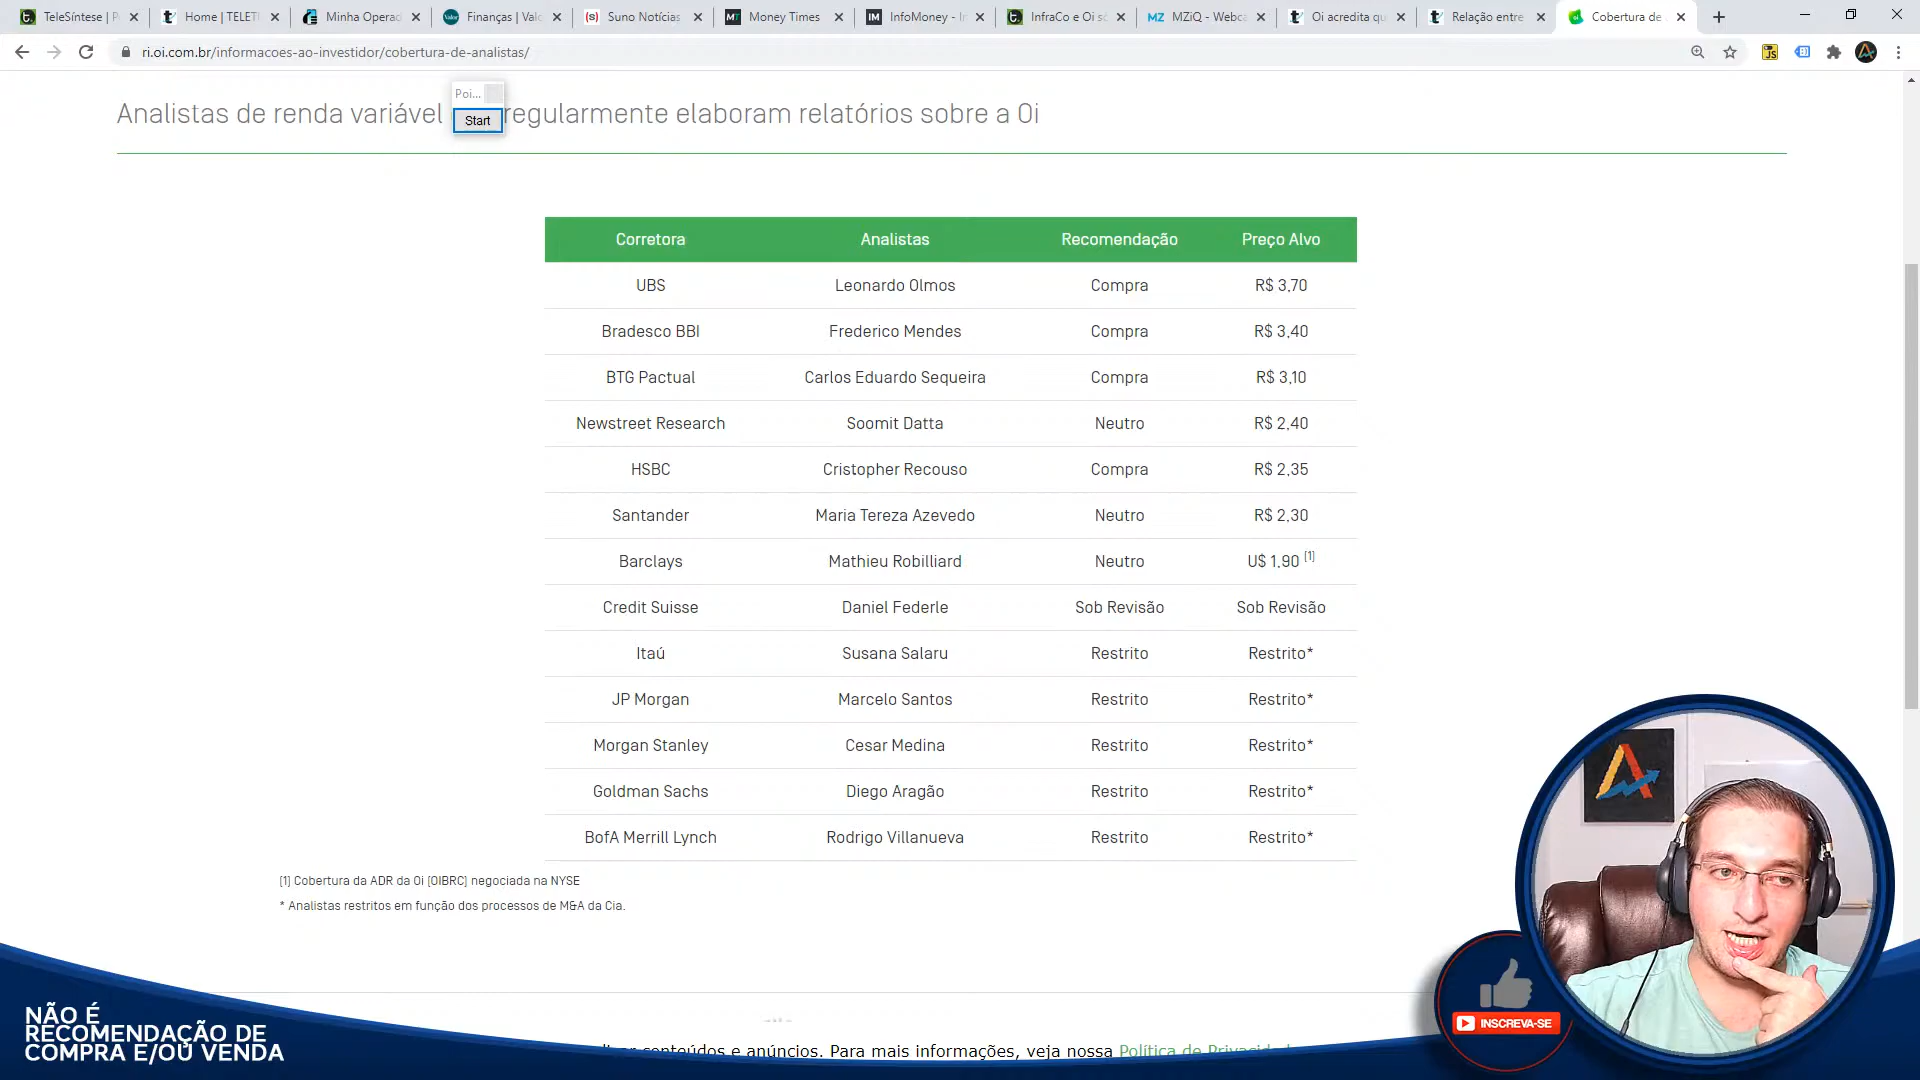 TeleSíntese | P
Home | TELETI
Minha Operad
Finanças | Valo
Suno Notícias
Money Times
InfoMoney - In
InfraCo e Oi só
MZiQ - Webca
Oi acredita qu
Relação entre
Cobertura de
ri.oi.com.br/informacoes-ao-investidor/cobertura-de-analistas/
Poi...
Start
Analistas de renda variável regularmente elaboram relatórios sobre a Oi
Corretora Analistas Recomendação Preço Alvo
UBS Leonardo Olmos Compra R$ 3,70
Bradesco BBI Frederico Mendes Compra R$ 3,40
BTG Pactual Carlos Eduardo Sequeira Compra R$ 3,10
Newstreet Research Soomit Datta Neutro R$ 2,40
HSBC Cristopher Recouso Compra R$ 2,35
Santander Maria Tereza Azevedo Neutro R$ 2,30
Barclays Mathieu Robilliard Neutro U$ 1,90 [1]
Credit Suisse Daniel Federle Sob Revisão Sob Revisão
Itaú Susana Salaru Restrito Restrito*
JP Morgan Marcelo Santos Restrito Restrito*
Morgan Stanley Cesar Medina Restrito Restrito*
Goldman Sachs Diego Aragão Restrito Restrito*
BofA Merrill Lynch Rodrigo Villanueva Restrito Restrito*
[1] Cobertura da ADR da Oi [OIBRC] negociada na NYSE
* Analistas restritos em função dos processos de M&A da Cia.
NÃO É
RECOMENDAÇÃO DE
COMPRA E/OU VENDA
conteúdos e anúncios. Para mais informações, veja nossa Política de Privacidad
INSCREVA-SE